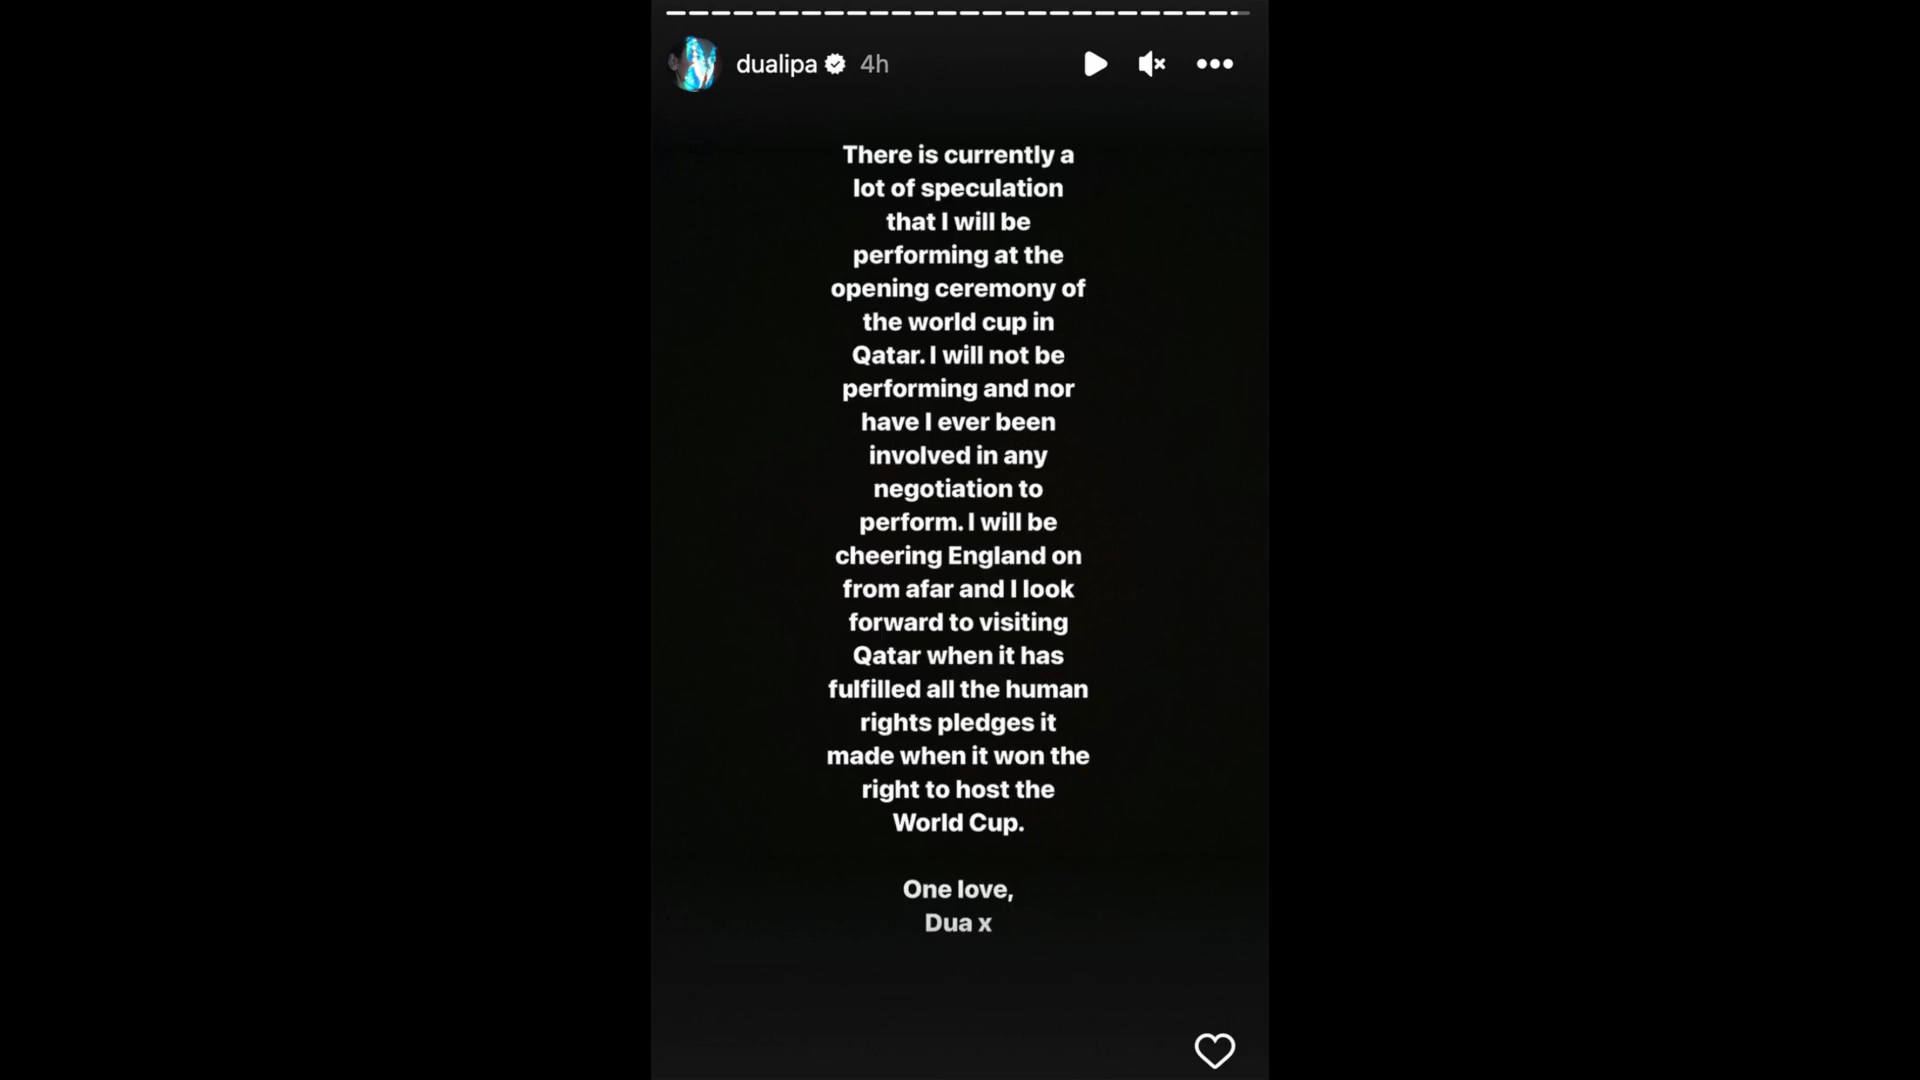 dualipa 4h
There is currently a
lot of speculation
that I will be
performing at the
opening ceremony of
the world cup in
Qatar. I will not be
performing and nor
have I ever been
involved in any
negotiation to
perform. I will be
cheering England on
from afar and I look
forward to visiting
Qatar when it has
fulfilled all the human
rights pledges it
made when it won the
right to host the
World Cup.
One love,
Dua x